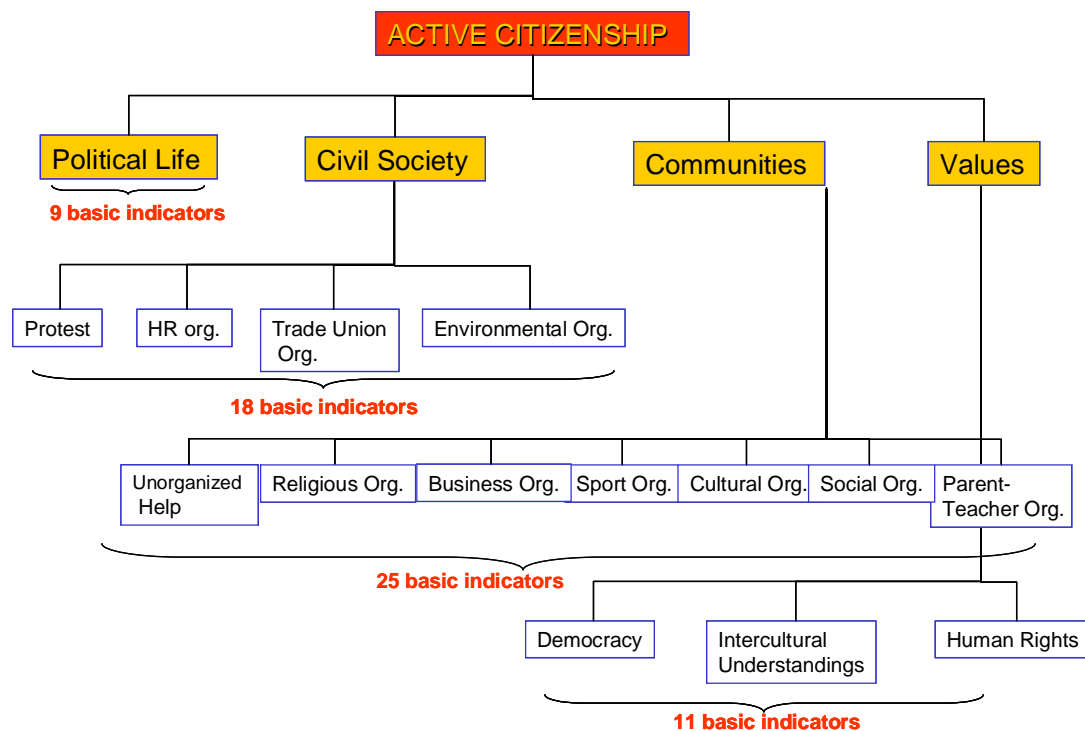 ACTIVE CITIZENSHIP
Political Life
Civil Society
Communities
Values
9 basic indicators
Protest
HR org.
Trade Union
Org.
Environmental Org.
18 basic indicators
Unorganized
Help
Religious Org.
Business Org.
Sport Org.
Cultural Org.
Social Org.
Parent-
Teacher Org.
25 basic indicators
Democracy
Intercultural
Understandings
Human Rights
11 basic indicators